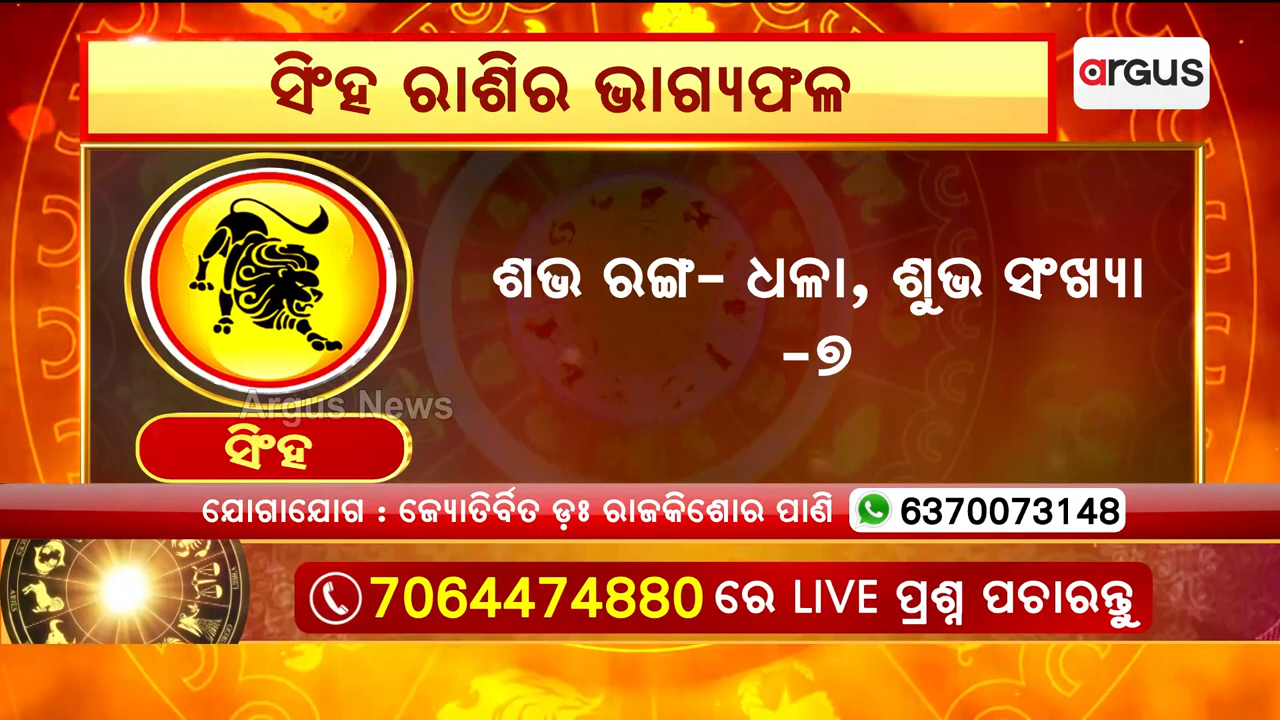 ସିଂହ ରାଶିର ଭାଗ୍ୟଫଳ
argus
ଶଭ ରଙ୍ଗ- ଧଳା, ଶୁଭ ସଂଖ୍ୟା
-୭
Argus News
ସିଂହ
ଯୋଗାଯୋଗ : ଜ୍ୟୋତିର୍ବିତ ଡ଼ଃ ରାଜକିଶୋର ପାଣି 6370073148
7064474880 ରେ LIVE ପ୍ରଶ୍ନ ପଚାରନ୍ତୁ